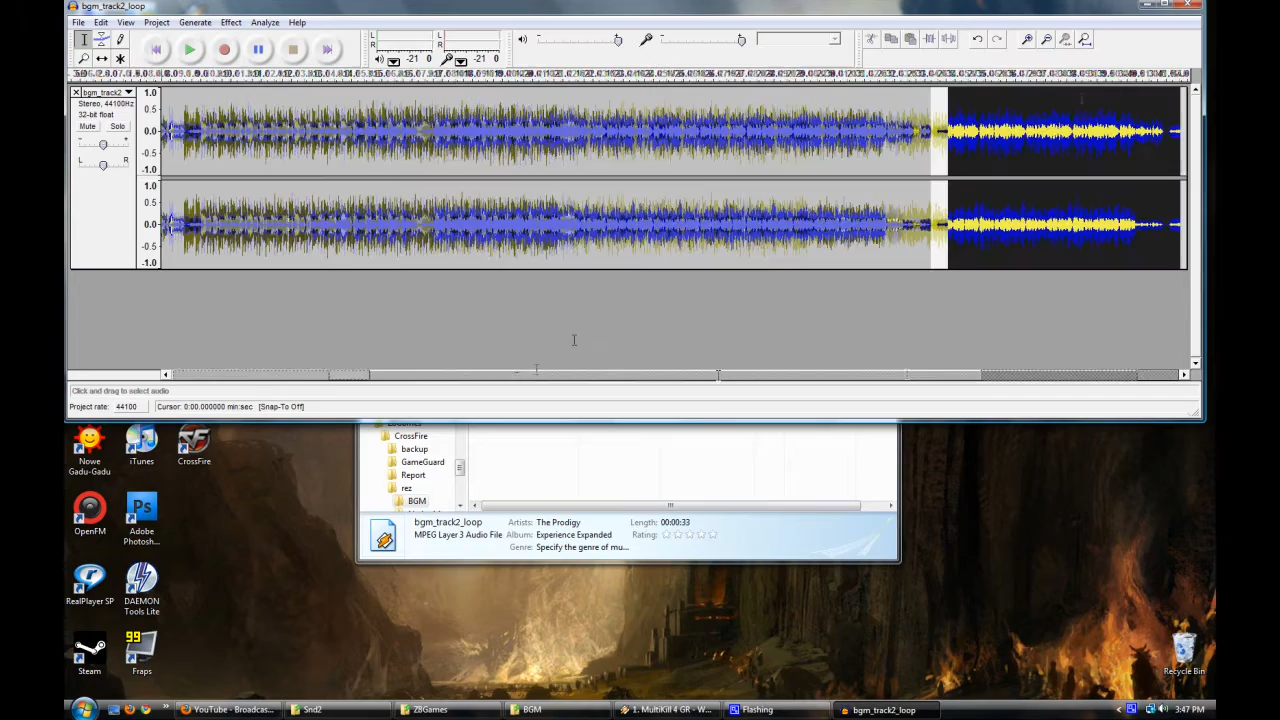 bgm_track2_loop
File Edit View Project Generate Effect Analyze Help
L
R
L
R
-21 0
-21 0
bgm_track2
Stereo, 44100Hz
32-bit float
Mute Solo
- +
L R
1.0
0.5
0.0
-0.5
-1.0
1.0
0.5
0.0
-0.5
-1.0
Click and drag to select audio
Project rate: 44100 Cursor: 0:00.000000 min:sec [Snap-To Off]
CrossFire
backup
GameGuard
Report
rez
BGM
bgm_track2_loop Artists: The Prodigy Length: 00:00:33
MPEG Layer 3 Audio File Album: Experience Expanded Rating:
Genre: Specify the genre of mu...
Nowe
Gadu-Gadu
iTunes
CrossFire
OpenFM
Adobe
Photosh...
RealPlayer SP
DAEMON
Tools Lite
Steam
99
Fraps
Recycle Bin
YouTube - Broadcas... Snd2 ZBGames BGM 1. MultiKill 4 GR - W... Flashing bgm_track2_loop 3:47 PM